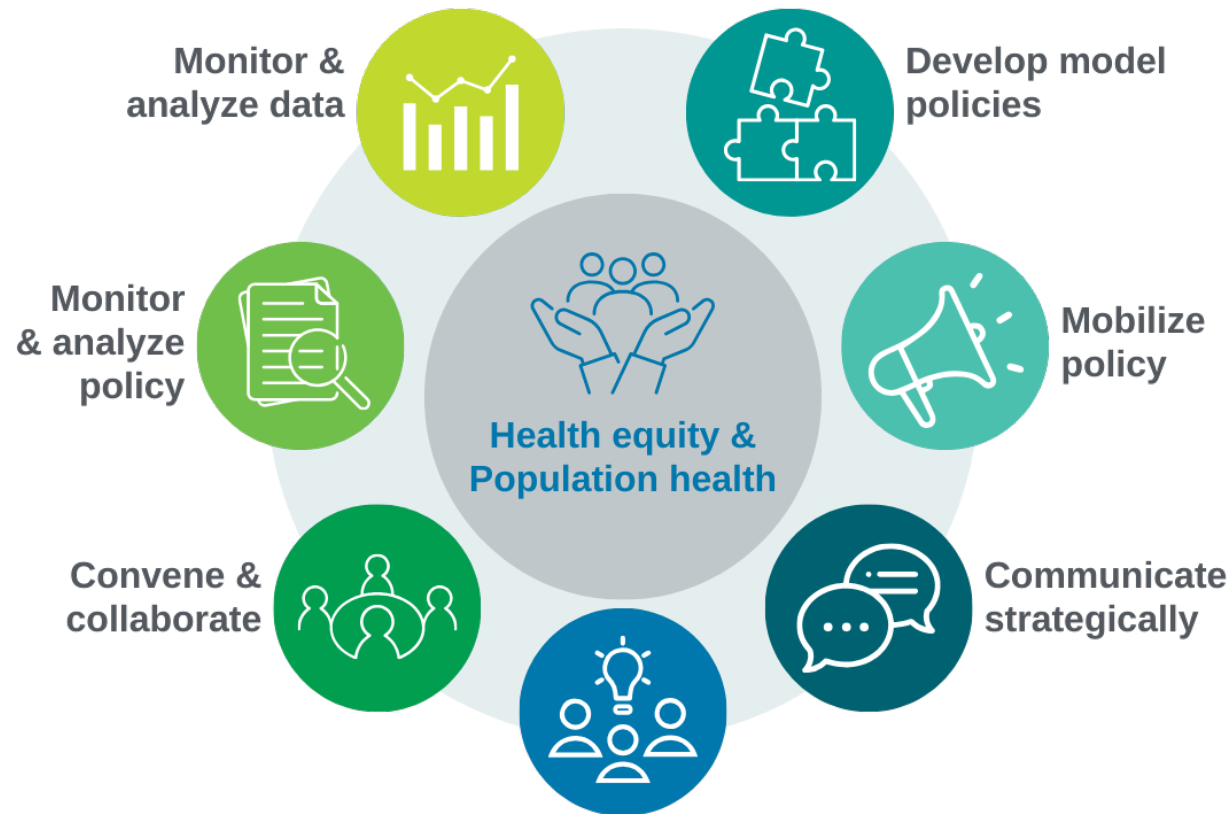 Monitor &
analyze data
Develop model
policies
Monitor
& analyze
policy
Mobilize
policy
Health equity &
Population health
Convene &
collaborate
Communicate
strategically